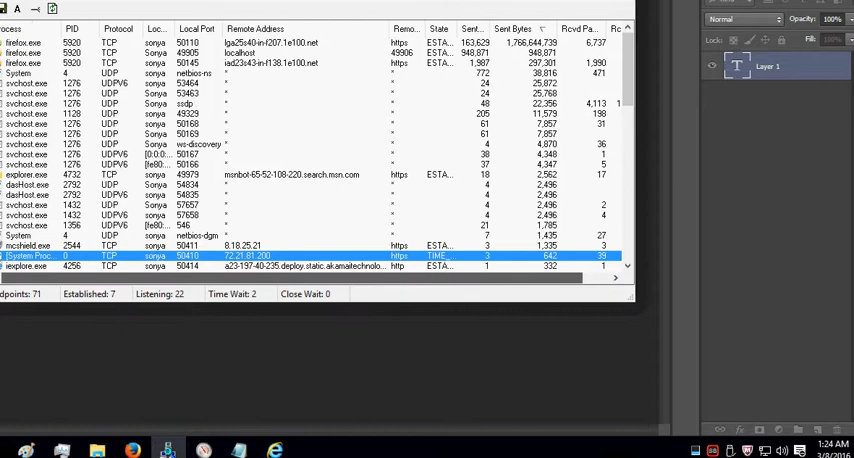 A
rocess PID Protocol Loc... Local Port Remote Address Remo... State Sent... Sent Bytes Rcvd Pa... Rc
firefox.exe 5920 TCP sonya 50110 lga25s40-in-f207.1e100.net https ESTA... 163,629 1,766,644,739 6,737
firefox.exe 5920 TCP sonya 49905 localhost 49906 ESTA... 948,871 948,871
firefox.exe 5920 TCP sonya 50145 iad23s43-in-f138.1e100.net https ESTA... 1,987 297,301 1,990
System 4 UDP sonya netbios-ns * 772 38,816 471
svchost.exe 1276 UDPV6 sonya 53464 * 24 25,872
svchost.exe 1276 UDP sonya 53463 * 24 25,768
svchost.exe 1276 UDP sonya ssdp * 48 22,356 4,113 1
svchost.exe 1128 UDP sonya 49329 * 205 11,579 198
svchost.exe 1276 UDP sonya 50168 * 61 7,857 31
svchost.exe 1276 UDP sonya 50169 * 61 7,857
svchost.exe 1276 UDP sonya ws-discovery * 4 4,870 36
svchost.exe 1276 UDPV6 [0:0:0:... 50167 * 38 4,348 1
svchost.exe 1276 UDPV6 [fe80:... 50166 * 37 4,347 5
explorer.exe 4732 TCP sonya 49979 msnbot-65-52-108-220.search.msn.com https ESTA... 18 2,562 17
dasHost.exe 2792 UDP sonya 54834 * 4 2,496
dasHost.exe 2792 UDPV6 sonya 54835 * 4 2,496
svchost.exe 1432 UDP sonya 57657 * 4 2,496 2
svchost.exe 1432 UDPV6 sonya 57658 * 4 2,496 4
svchost.exe 1356 UDPV6 [fe80:... 546 * 21 1,785
System 4 UDP sonya netbios-dgm * 7 1,435 27
mcshield.exe 2544 TCP sonya 50411 8.18.25.21 https ESTA... 3 1,335 3
[System Proc... 0 TCP sonya 50410 72.21.81.200 https TIME_... 3 642 39
iexplore.exe 4256 TCP sonya 50414 a23-197-40-235.deploy.static.akamaitechnolo... http ESTA... 1 332 1
dpoints: 71 Established: 7 Listening: 22 Time Wait: 2 Close Wait: 0
Normal Opacity: 100%
Lock: Fill: 100%
T Layer 1
fx
1:24 AM
3/8/2016